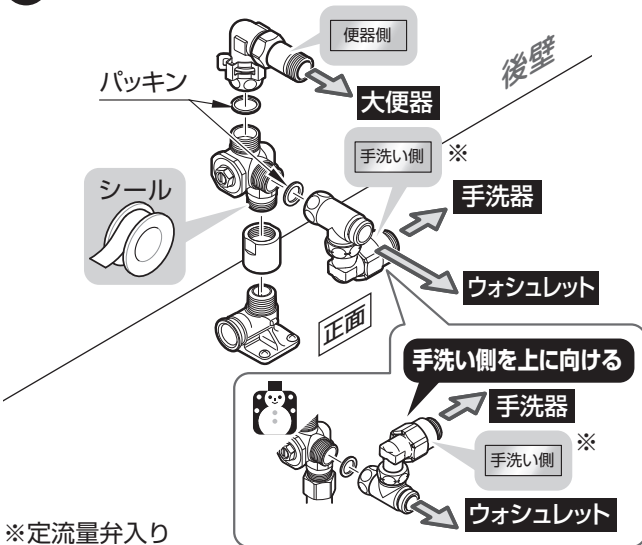 便器側
後壁
パッキン
大便器
手洗い側
※
シール
手洗器
ウォシュレット
正面
手洗い側を上に向ける
手洗器
手洗い側
※
ウォシュレット
※定流量弁入り